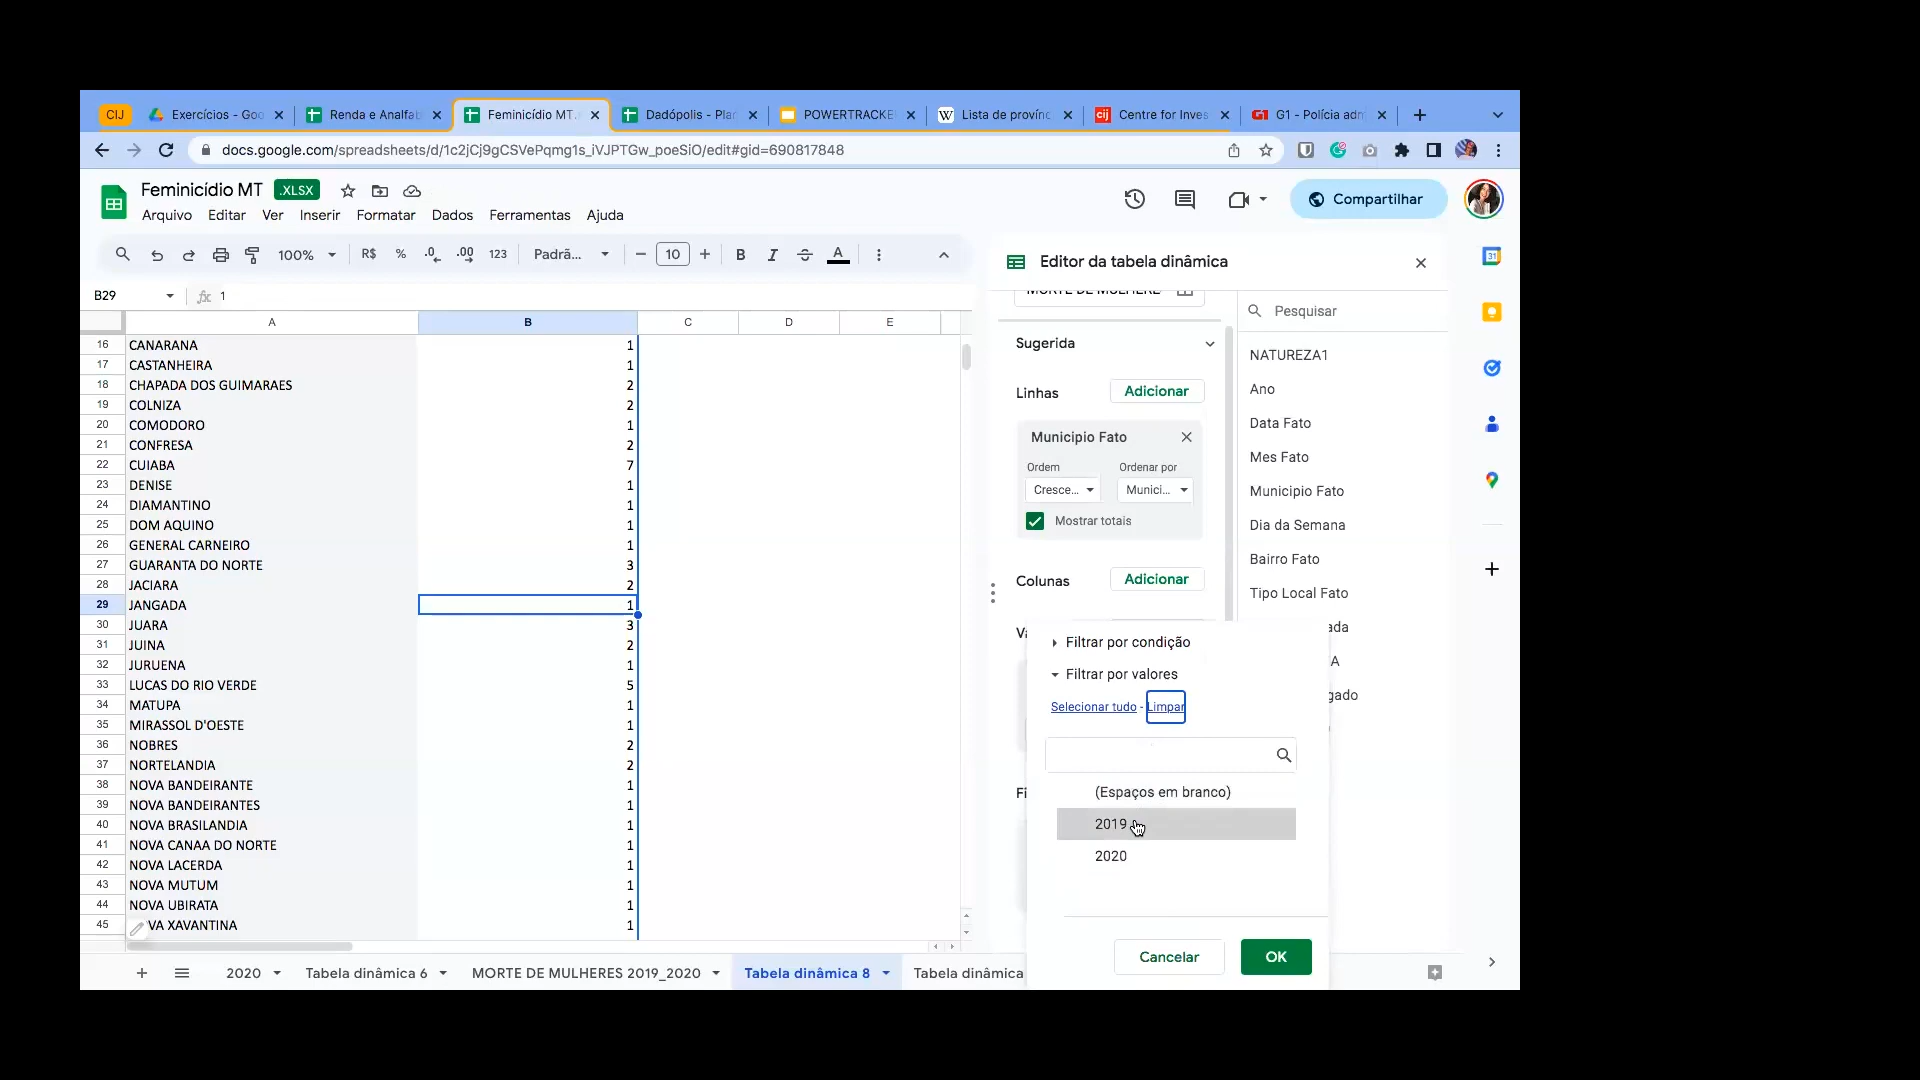 CIJ
Exercícios - Goo
Renda e Analfab
Feminicídio MT.
Dadópolis - Plan
POWERTRACKE
Lista de provínc
Centre for Inves
G1 - Polícia adm
docs.google.com/spreadsheets/d/1c2jCj9gCSVePqmg1s_iVJPTGw_poeSiO/edit#gid=690817848
Feminicídio MT .XLSX
Arquivo Editar Ver Inserir Formatar Dados Ferramentas Ajuda
Compartilhar
100% R$ % .0 .00 123 Padrã... 10 B I S A
Editor da tabela dinâmica
B29 fx 1
A B C D E
16 CANARANA 1
17 CASTANHEIRA 1
18 CHAPADA DOS GUIMARAES 2
19 COLNIZA 2
20 COMODORO 1
21 CONFRESA 2
22 CUIABA 7
23 DENISE 1
24 DIAMANTINO 1
25 DOM AQUINO 1
26 GENERAL CARNEIRO 1
27 GUARANTA DO NORTE 3
28 JACIARA 2
29 JANGADA 1
30 JUARA 3
31 JUINA 2
32 JURUENA 1
33 LUCAS DO RIO VERDE 5
34 MATUPA 1
35 MIRASSOL D'OESTE 1
36 NOBRES 2
37 NORTELANDIA 2
38 NOVA BANDEIRANTE 1
39 NOVA BANDEIRANTES 1
40 NOVA BRASILANDIA 1
41 NOVA CANAA DO NORTE 1
42 NOVA LACERDA 1
43 NOVA MUTUM 1
44 NOVA UBIRATA 1
45 VA XAVANTINA 1
MORTE DE MULHERE
Sugerida
Linhas Adicionar
Municipio Fato
Ordem Ordenar por
Cresce... Munici...
Mostrar totais
Colunas Adicionar
Va
Fi
Filtrar por condição
Filtrar por valores
Selecionar tudo - Limpar
(Espaços em branco)
2019
2020
Cancelar OK
Pesquisar
NATUREZA1
Ano
Data Fato
Mes Fato
Municipio Fato
Dia da Semana
Bairro Fato
Tipo Local Fato
ada
A
gado
31
2020 Tabela dinâmica 6 MORTE DE MULHERES 2019_2020 Tabela dinâmica 8 Tabela dinâmica